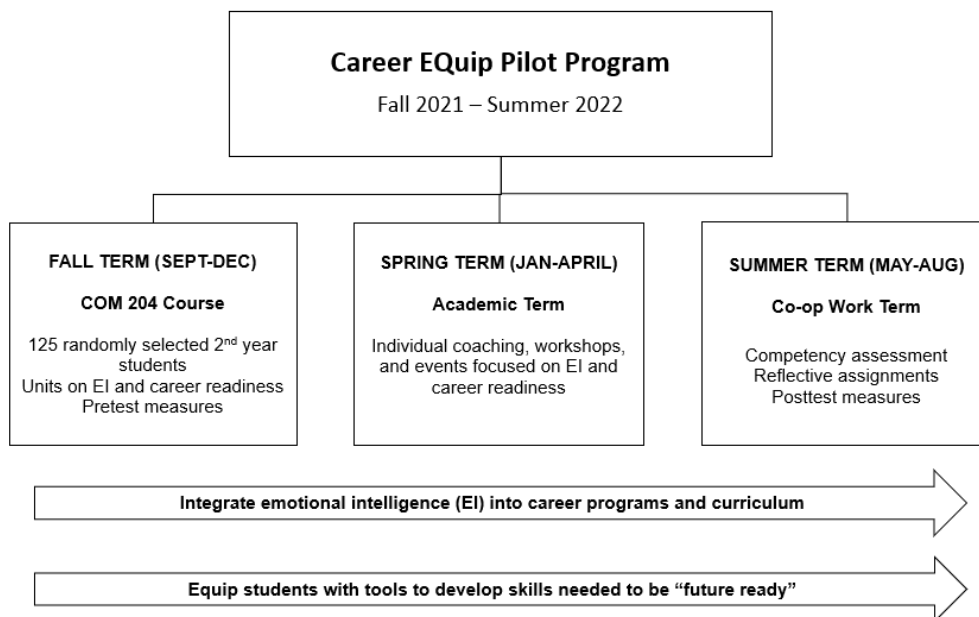 Career EQuip Pilot Program
Fall 2021 – Summer 2022
FALL TERM (SEPT-DEC)
COM 204 Course
125 randomly selected 2nd year
students
Units on EI and career readiness
Pretest measures
SPRING TERM (JAN-APRIL)
Academic Term
Individual coaching, workshops,
and events focused on EI and
career readiness
SUMMER TERM (MAY-AUG)
Co-op Work Term
Competency assessment
Reflective assignments
Posttest measures
Integrate emotional intelligence (EI) into career programs and curriculum
Equip students with tools to develop skills needed to be “future ready”